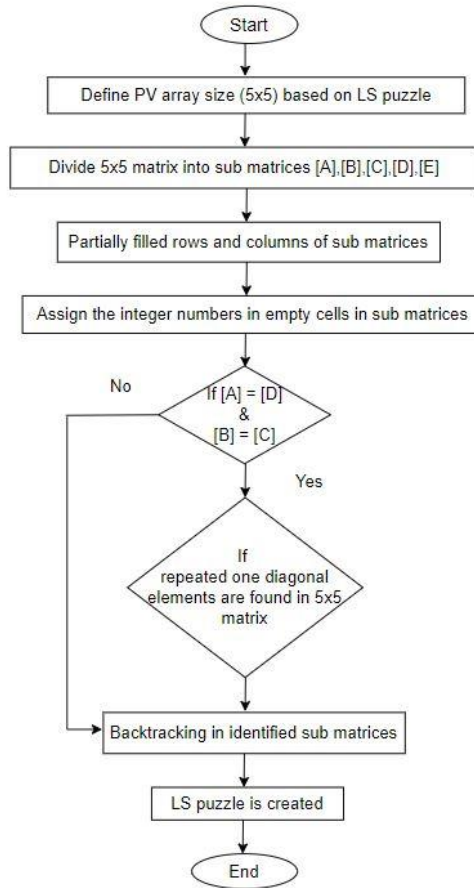 Start
Define PV array size (5x5) based on LS puzzle
Divide 5x5 matrix into sub matrices [A],[B],[C],[D],[E]
Partially filled rows and columns of sub matrices
Assign the integer numbers in empty cells in sub matrices
No
If [A] = [D]
&
[B] = [C]
Yes
If
repeated one diagonal
elements are found in 5x5
matrix
Backtracking in identified sub matrices
LS puzzle is created
End